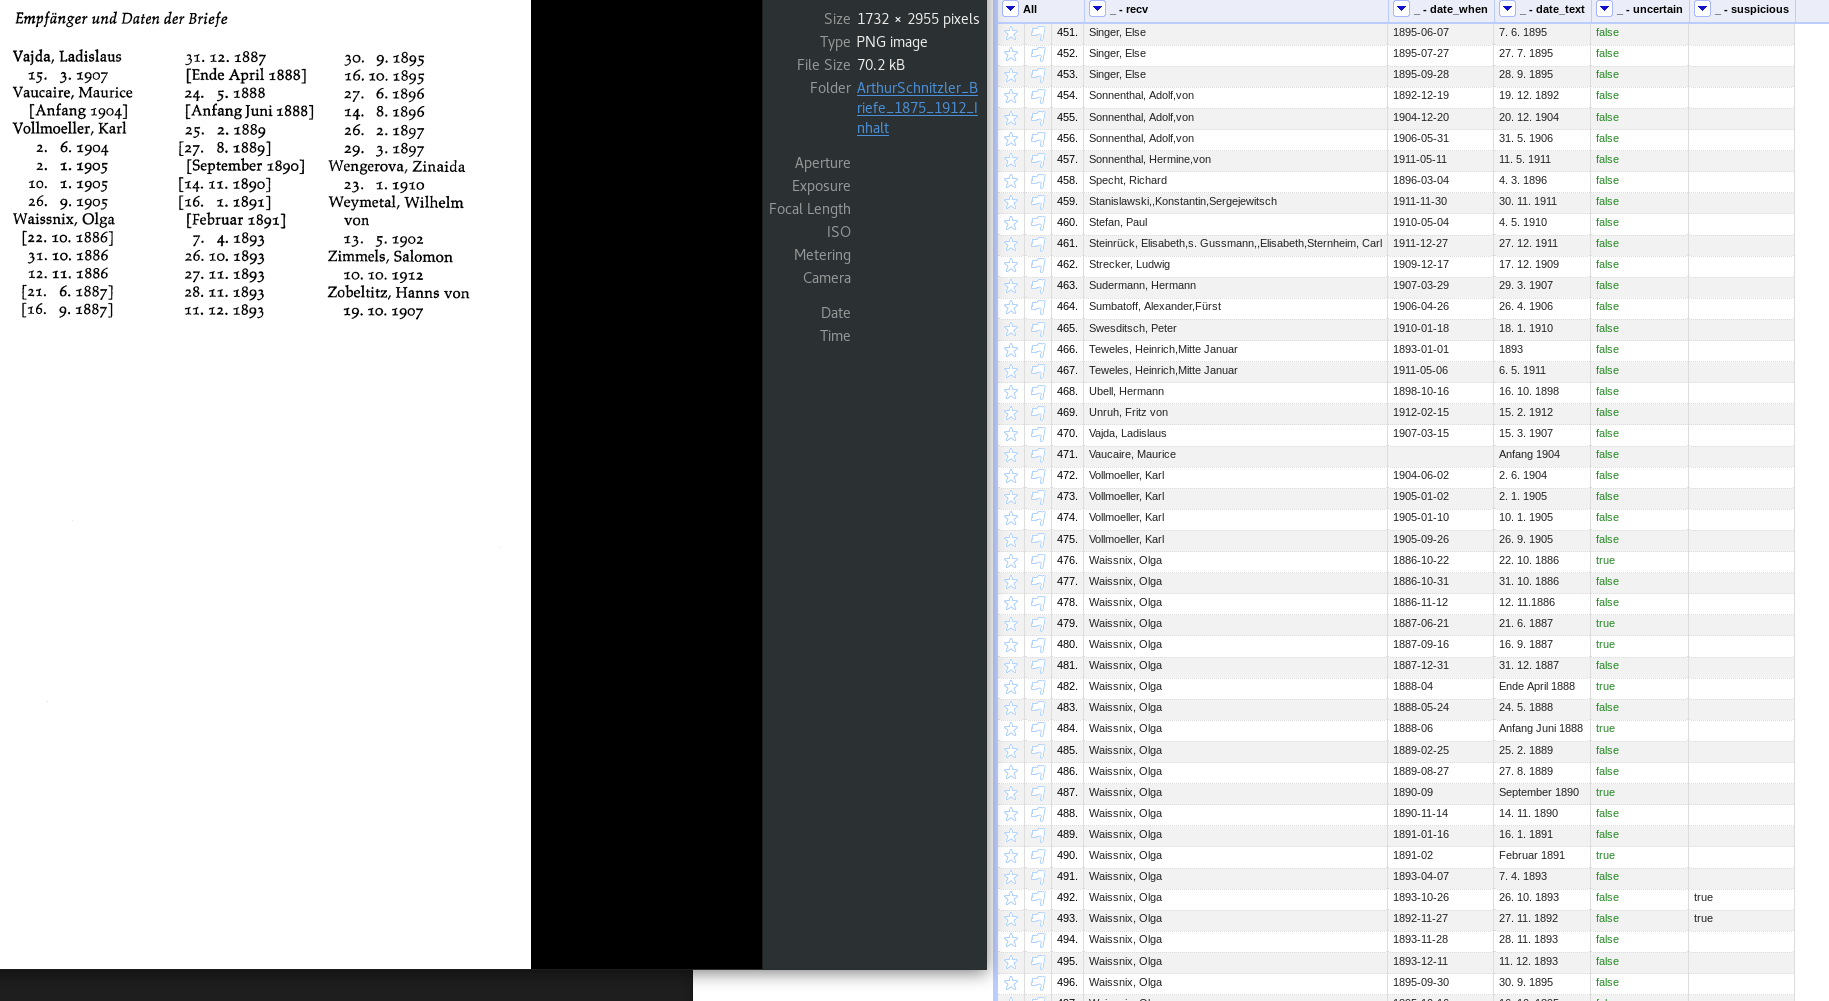 Empfänger und Daten der Briefe
Vajda, Ladislaus
15. 3. 1907
Vaucaire, Maurice
[Anfang 1904]
Vollmoeller, Karl
2. 6. 1904
2. 1. 1905
10. 1. 1905
26. 9. 1905
Waissnix, Olga
[22. 10. 1886]
31. 10. 1886
12. 11. 1886
[21. 6. 1887]
[16. 9. 1887]
31. 12. 1887
[Ende April 1888]
24. 5. 1888
[Anfang Juni 1888]
25. 2. 1889
[27. 8. 1889]
[September 1890]
[14. 11. 1890]
[16. 1. 1891]
[Februar 1891]
7. 4. 1893
26. 10. 1893
27. 11. 1893
28. 11. 1893
11. 12. 1893
30. 9. 1895
16. 10. 1895
27. 6. 1896
14. 8. 1896
26. 2. 1897
29. 3. 1897
Wengerova, Zinaida
23. 1. 1910
Weymetal, Wilhelm
von
13. 5. 1902
Zimmels, Salomon
10. 10. 1912
Zobeltitz, Hanns von
19. 10. 1907
Size 1732 × 2955 pixels
Type PNG image
File Size 70.2 kB
Folder ArthurSchnitzler_B
riefe_1875_1912_I
nhalt
Aperture
Exposure
Focal Length
ISO
Metering
Camera
Date
Time
All _ - recv _ - date_when _ - date_text _ - uncertain _ - suspicious
451. Singer, Else 1895-06-07 7. 6. 1895 false
452. Singer, Else 1895-07-27 27. 7. 1895 false
453. Singer, Else 1895-09-28 28. 9. 1895 false
454. Sonnenthal, Adolf,von 1892-12-19 19. 12. 1892 false
455. Sonnenthal, Adolf,von 1904-12-20 20. 12. 1904 false
456. Sonnenthal, Adolf,von 1906-05-31 31. 5. 1906 false
457. Sonnenthal, Hermine,von 1911-05-11 11. 5. 1911 false
458. Specht, Richard 1896-03-04 4. 3. 1896 false
459. Stanislawski,,Konstantin,Sergejewitsch 1911-11-30 30. 11. 1911 false
460. Stefan, Paul 1910-05-04 4. 5. 1910 false
461. Steinrück, Elisabeth,s. Gussmann,,Elisabeth,Sternheim, Carl 1911-12-27 27. 12. 1911 false
462. Strecker, Ludwig 1909-12-17 17. 12. 1909 false
463. Sudermann, Hermann 1907-03-29 29. 3. 1907 false
464. Sumbatoff, Alexander,Fürst 1906-04-26 26. 4. 1906 false
465. Swesditsch, Peter 1910-01-18 18. 1. 1910 false
466. Teweles, Heinrich,Mitte Januar 1893-01-01 1893 false
467. Teweles, Heinrich,Mitte Januar 1911-05-06 6. 5. 1911 false
468. Ubell, Hermann 1898-10-16 16. 10. 1898 false
469. Unruh, Fritz von 1912-02-15 15. 2. 1912 false
470. Vajda, Ladislaus 1907-03-15 15. 3. 1907 false
471. Vaucaire, Maurice Anfang 1904 false
472. Vollmoeller, Karl 1904-06-02 2. 6. 1904 false
473. Vollmoeller, Karl 1905-01-02 2. 1. 1905 false
474. Vollmoeller, Karl 1905-01-10 10. 1. 1905 false
475. Vollmoeller, Karl 1905-09-26 26. 9. 1905 false
476. Waissnix, Olga 1886-10-22 22. 10. 1886 true
477. Waissnix, Olga 1886-10-31 31. 10. 1886 false
478. Waissnix, Olga 1886-11-12 12. 11.1886 false
479. Waissnix, Olga 1887-06-21 21. 6. 1887 true
480. Waissnix, Olga 1887-09-16 16. 9. 1887 true
481. Waissnix, Olga 1887-12-31 31. 12. 1887 false
482. Waissnix, Olga 1888-04 Ende April 1888 true
483. Waissnix, Olga 1888-05-24 24. 5. 1888 false
484. Waissnix, Olga 1888-06 Anfang Juni 1888 true
485. Waissnix, Olga 1889-02-25 25. 2. 1889 false
486. Waissnix, Olga 1889-08-27 27. 8. 1889 false
487. Waissnix, Olga 1890-09 September 1890 true
488. Waissnix, Olga 1890-11-14 14. 11. 1890 false
489. Waissnix, Olga 1891-01-16 16. 1. 1891 false
490. Waissnix, Olga 1891-02 Februar 1891 true
491. Waissnix, Olga 1893-04-07 7. 4. 1893 false
492. Waissnix, Olga 1893-10-26 26. 10. 1893 false true
493. Waissnix, Olga 1892-11-27 27. 11. 1892 false true
494. Waissnix, Olga 1893-11-28 28. 11. 1893 false
495. Waissnix, Olga 1893-12-11 11. 12. 1893 false
496. Waissnix, Olga 1895-09-30 30. 9. 1895 false